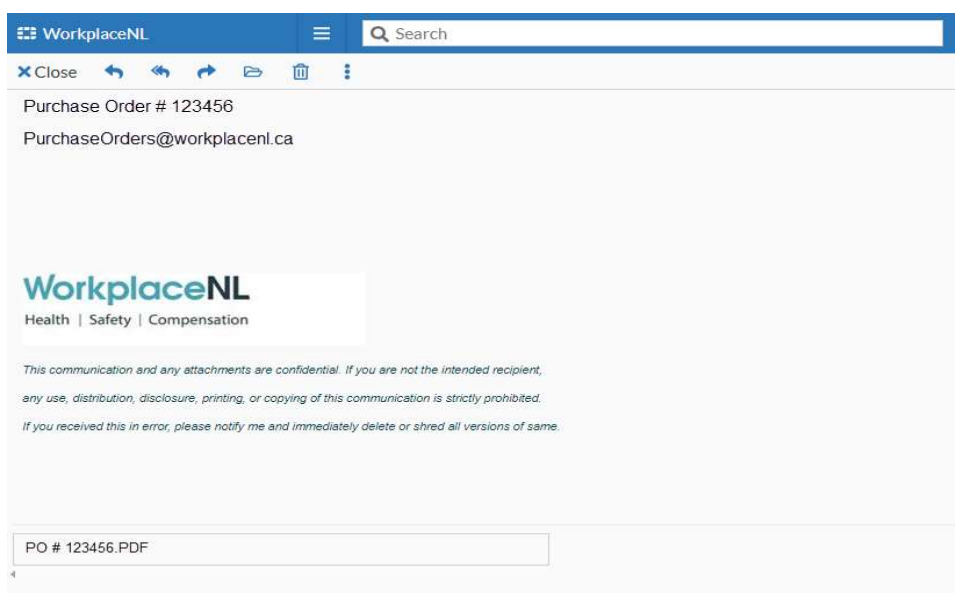 WorkplaceNL
Search
Close
Purchase Order # 123456
PurchaseOrders@workplacenl.ca
WorkplaceNL
Health | Safety | Compensation
This communication and any attachments are confidential. If you are not the intended recipient,
any use, distribution, disclosure, printing, or copying of this communication is strictly prohibited.
If you received this in error, please notify me and immediately delete or shred all versions of same.
PO # 123456.PDF